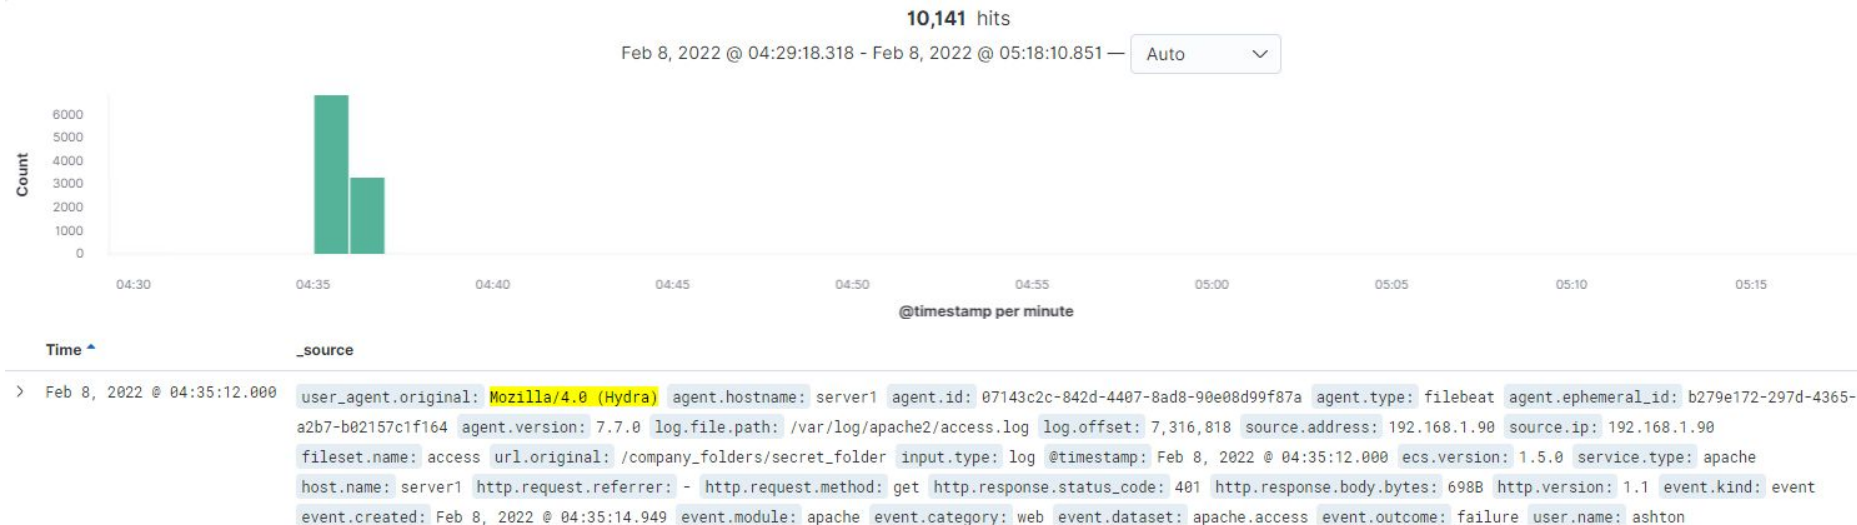 10,141 hits
Feb 8, 2022 @ 04:29:18.318 - Feb 8, 2022 @ 05:18:10.851 — Auto
Count
6000
5000
4000
3000
2000
1000
0
04:30 04:35 04:40 04:45 04:50 04:55 05:00 05:05 05:10 05:15
@timestamp per minute
Time _source
Feb 8, 2022 @ 04:35:12.000 user_agent.original: Mozilla/4.0 (Hydra) agent.hostname: server1 agent.id: 07143c2c-842d-4407-8ad8-90e08d99f87a agent.type: filebeat agent.ephemeral_id: b279e172-297d-4365-
a2b7-b02157c1f164 agent.version: 7.7.0 log.file.path: /var/log/apache2/access.log log.offset: 7,316,818 source.address: 192.168.1.90 source.ip: 192.168.1.90
fileset.name: access url.original: /company_folders/secret_folder input.type: log @timestamp: Feb 8, 2022 @ 04:35:12.000 ecs.version: 1.5.0 service.type: apache
host.name: server1 http.request.referrer: - http.request.method: get http.response.status_code: 401 http.response.body.bytes: 698B http.version: 1.1 event.kind: event
event.created: Feb 8, 2022 @ 04:35:14.949 event.module: apache event.category: web event.dataset: apache.access event.outcome: failure user.name: ashton